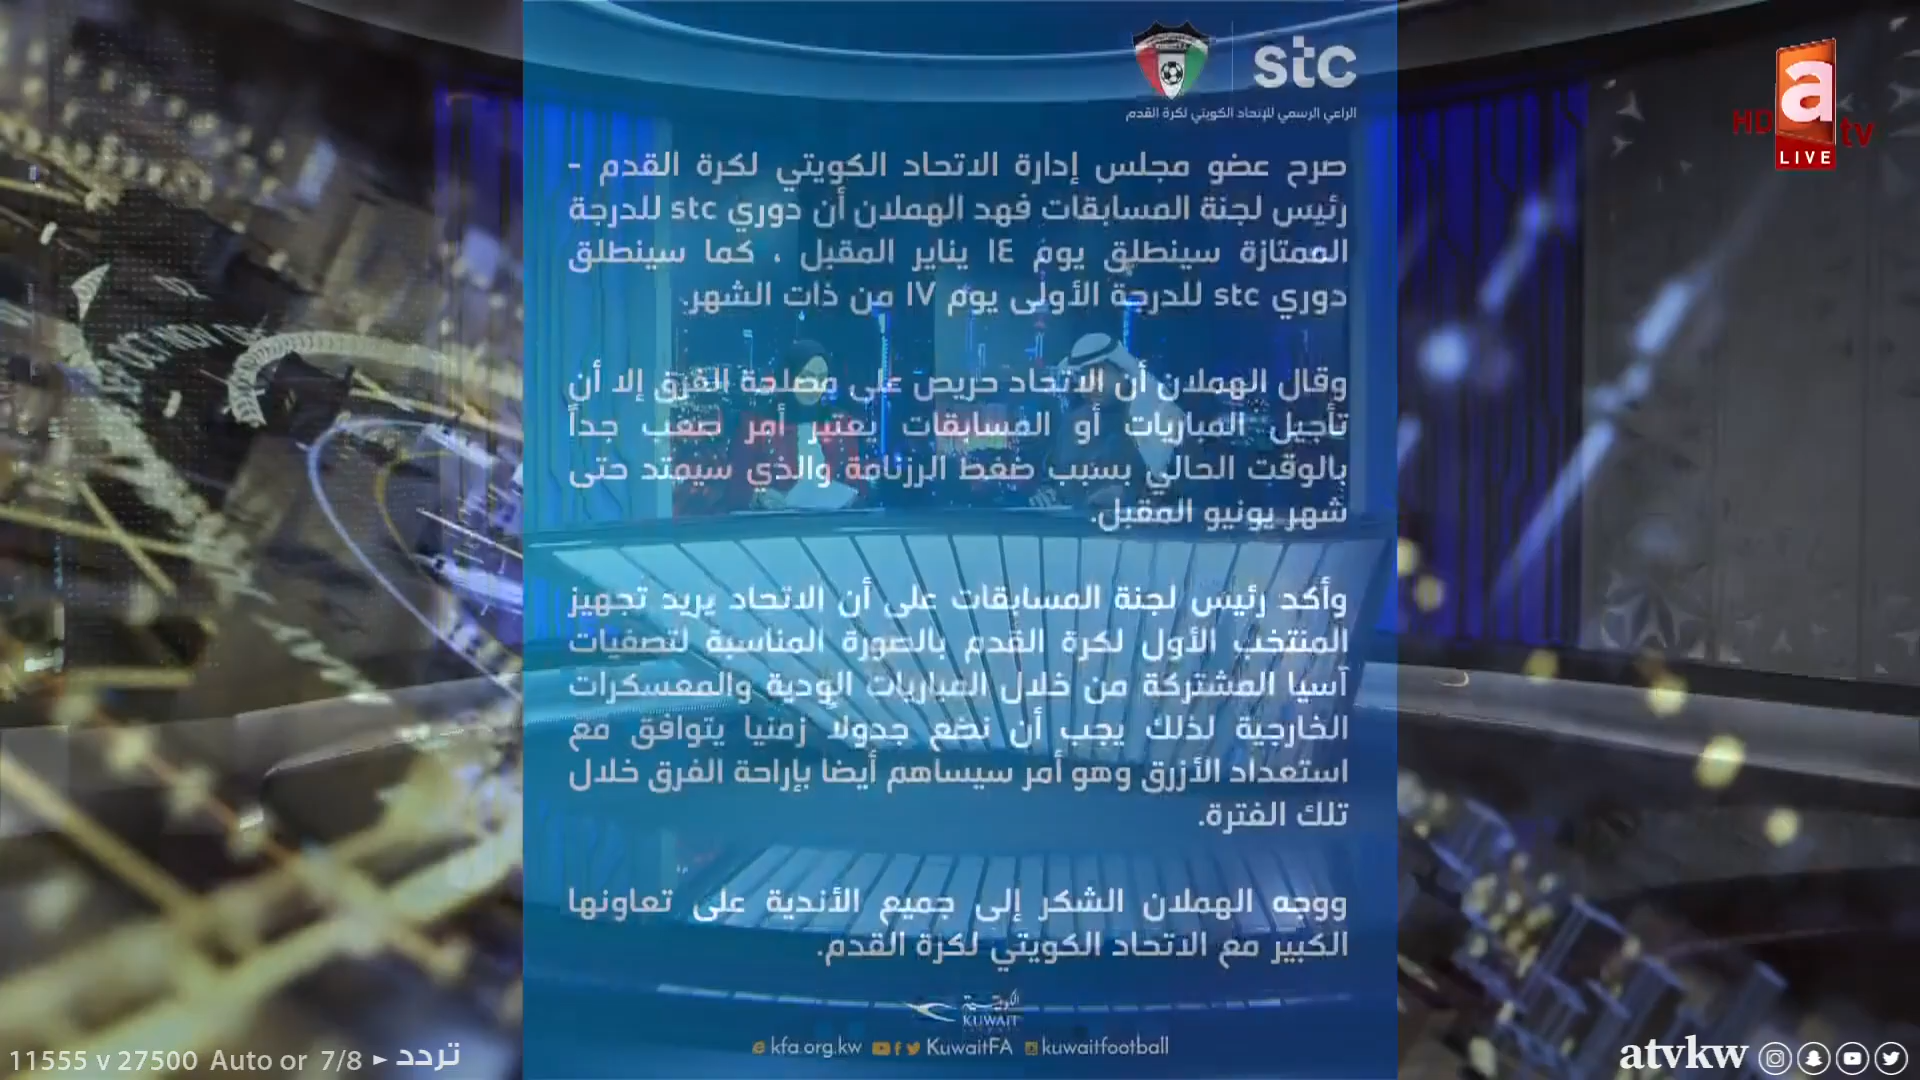 stc
الراعي الرسمي للإتحاد الكويتي لكرة القدم
a
HD
tv
LIVE
صرح عضو مجلس إدارة الاتحاد الكويتي لكرة القدم -
رئيس لجنة المسابقات فهد الهملان أن دوري stc للدرجة
الممتازة سينطلق يوم ١٤ يناير المقبل ، كما سينطلق
دوري stc للدرجة الأولى يوم ١٧ من ذات الشهر.
وقال الهملان أن الاتحاد حريص على مصلحة الفرق إلا أن
تأجيل المباريات أو المسابقات يعتبر أمر صعب جداً
بالوقت الحالي بسبب ضغط الرزنامة والذي سيمتد حتى
شهر يونيو المقبل.
وأكد رئيس لجنة المسابقات على أن الاتحاد يريد تجهيز
المنتخب الأول لكرة القدم بالصورة المناسبة لتصفيات
آسيا المشتركة من خلال المباريات الودية والمعسكرات
الخارجية لذلك يجب أن نضع جدولاً زمنيا يتوافق مع
استعداد الأزرق وهو أمر سيساهم أيضا بإراحة الفرق خلال
تلك الفترة.
ووجه الهملان الشكر إلى جميع الأندية على تعاونها
الكبير مع الاتحاد الكويتي لكرة القدم.
الكويتية
KUWAIT
kfa.org.kw KuwaitFA kuwaitfootball
تردد ► 11555 v 27500 Auto or 7/8
atvkw
OCT NOV